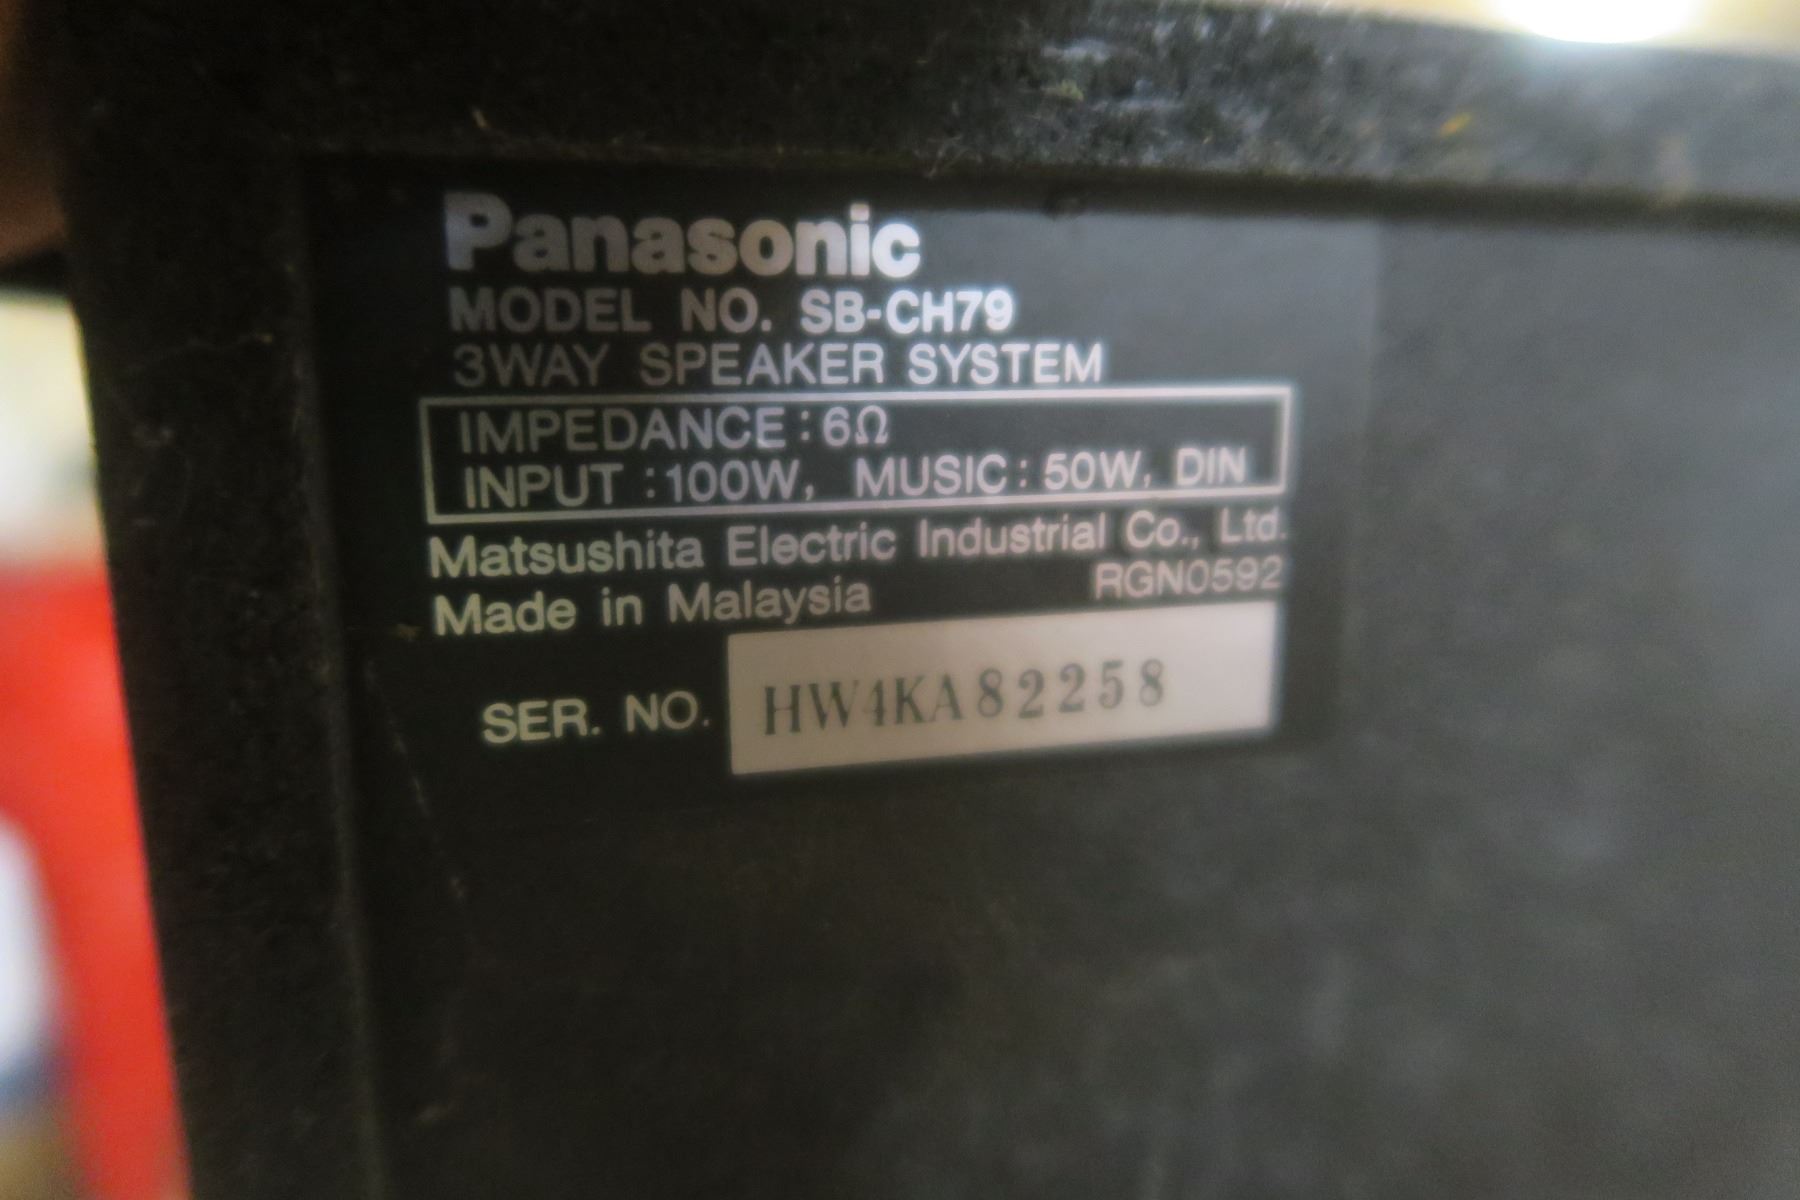 Panasonic
MODEL NO. SB-CH79
3WAY SPEAKER SYSTEM
IMPEDANCE : 6Ω
INPUT : 100W, MUSIC : 50W, DIN
Matsushita Electric Industrial Co., Ltd.
Made in Malaysia RGN0592
SER. NO. HW4KA82258